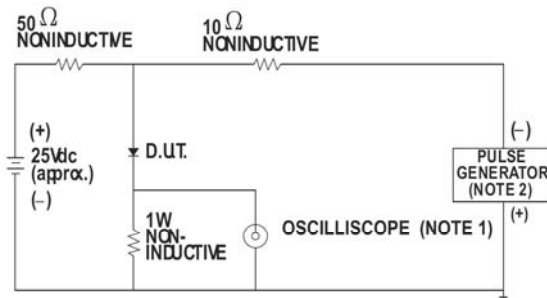 50 Ω
NONINDUCTIVE
10 Ω
NONINDUCTIVE
(+)
25Vdc
(approx.)
(-)
D.U.T.
1W
NON-
INDUCTIVE
OSCILLISCOPE (NOTE 1)
(-)
PULSE
GENERATOR
(NOTE 2)
(+)